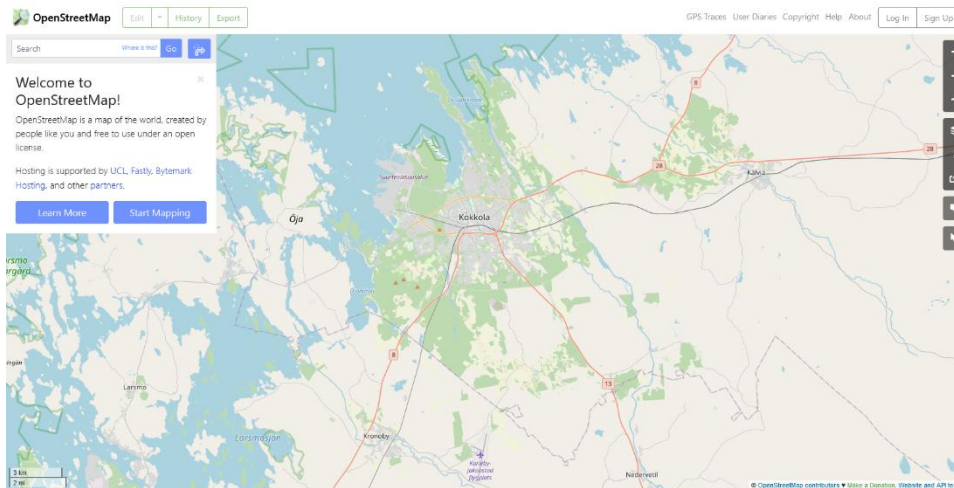 OpenStreetMap
Edit
History
Export
GPS Traces User Diaries Copyright Help About
Log In
Sign Up
Search
Where is this?
Go
Welcome to
OpenStreetMap!
OpenStreetMap is a map of the world, created by
people like you and free to use under an open
license.
Hosting is supported by UCL, Fastly, Bytemark
Hosting, and other partners.
Learn More
Start Mapping
8
28
28
Kälviä
Kokkola
Öja
8
13
Larsmo
Larsmosjön
Kronoby
Nedervetil
3 km
2 mi
© OpenStreetMap contributors ♥ Make a Donation. Website and API te